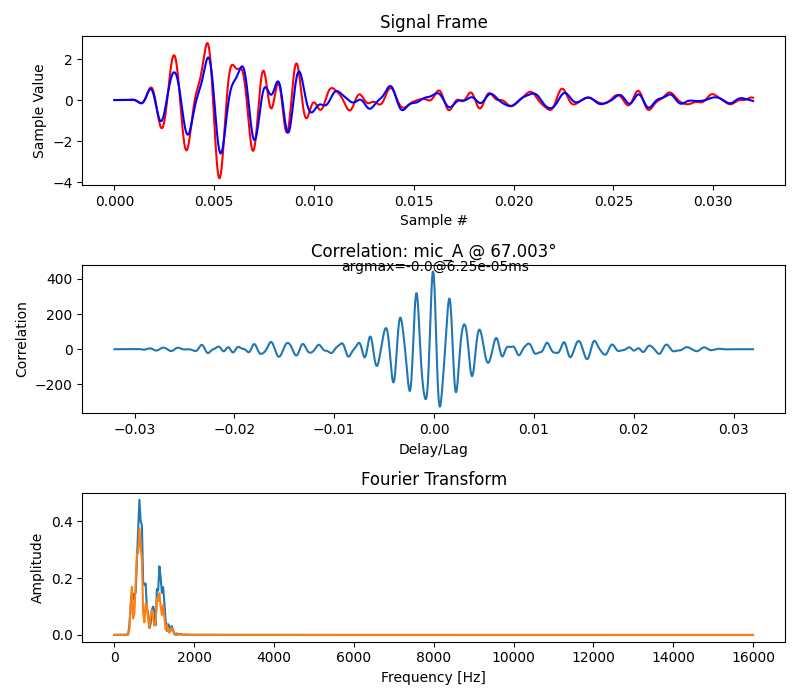 Signal Frame
2
0
−2
−4
Sample Value
0.000 0.005 0.010 0.015 0.020 0.025 0.030
Sample #
Correlation: mic_A @ 67.003°
argmax=-0.0@6.25e-05ms
400
200
0
−200
Correlation
−0.03 −0.02 −0.01 0.00 0.01 0.02 0.03
Delay/Lag
Fourier Transform
0.4
0.2
0.0
Amplitude
0 2000 4000 6000 8000 10000 12000 14000 16000
Frequency [Hz]